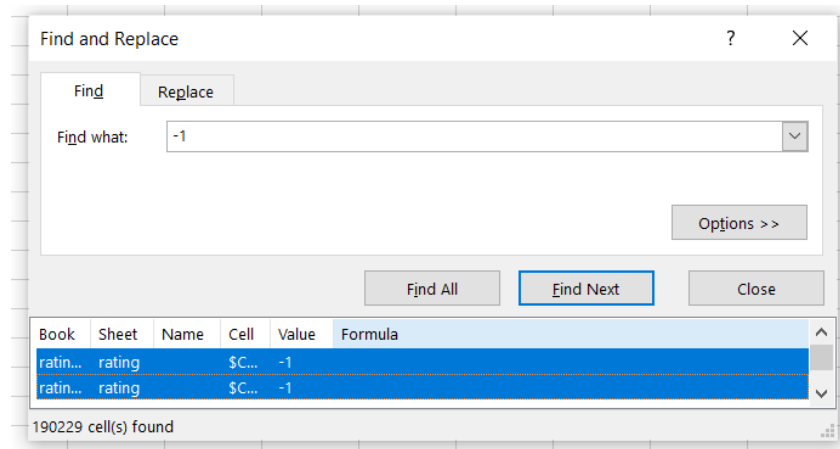 Find and Replace ?
Find Replace
Find what: -1
Options >>
Find All Find Next Close
Book Sheet Name Cell Value Formula
ratin... rating $C... -1
ratin... rating $C... -1
190229 cell(s) found